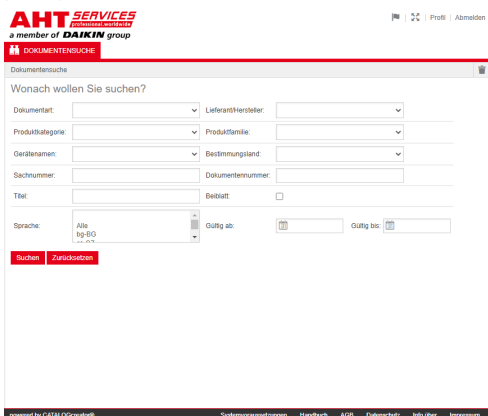 AHT SERVICES
professional.worldwide
a member of DAIKIN group
Profil | Abmelden
DOKUMENTENSUCHE
Dokumentensuche
Wonach wollen Sie suchen?
Dokumentart: Lieferant/Hersteller:
Produktkategorie: Produktfamilie:
Gerätenamen: Bestimmungsland:
Sachnummer: Dokumentennummer:
Titel: Beiblatt:
Sprache: Alle Gültig ab: Gültig bis:
bg-BG
Suchen Zurücksetzen
powered by CATALOGcreator® Systemvoraussetzungen Handbuch AGB Datenschutz Info über Impressum